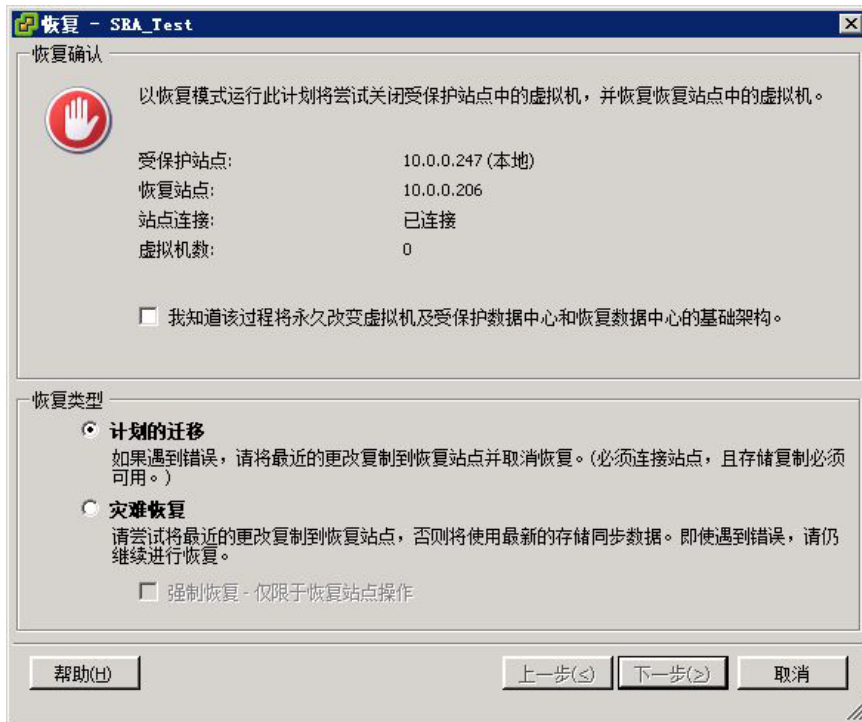 恢复 - SRA_Test
恢复确认
以恢复模式运行此计划将尝试关闭受保护站点中的虚拟机，并恢复恢复站点中的虚拟机。
受保护站点: 10.0.0.247 (本地)
恢复站点: 10.0.0.206
站点连接: 已连接
虚拟机数: 0
我知道该过程将永久改变虚拟机及受保护数据中心和恢复数据中心的基础架构。
恢复类型
计划的迁移
如果遇到错误，请将最近的更改复制到恢复站点并取消恢复。(必须连接站点，且存储复制必须
可用。)
灾难恢复
请尝试将最近的更改复制到恢复站点，否则将使用最新的存储同步数据。即使遇到错误，请仍
继续进行恢复。
强制恢复 - 仅限于恢复站点操作
帮助(H) 上一步(≤) 下一步(≥) 取消